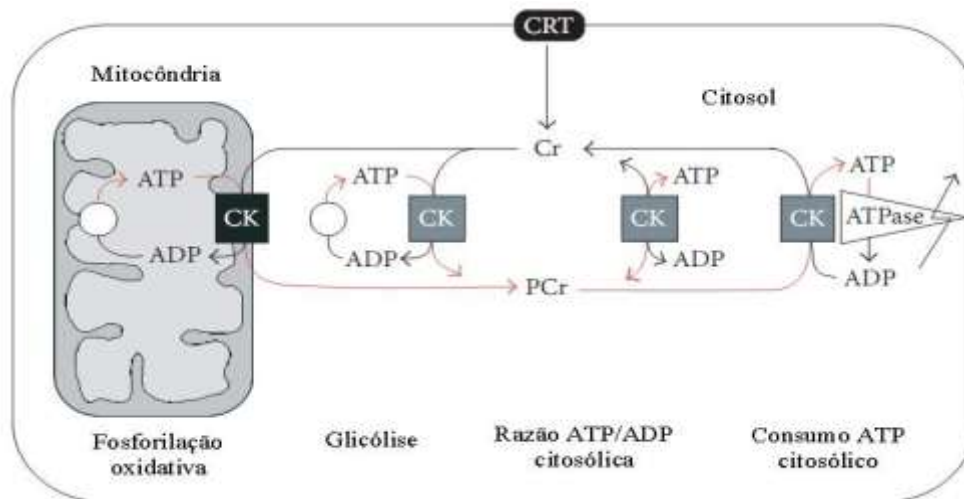 CRT
Mitocôndria
Citosol
Cr
ATP
ATP
ATP
ATP
CK
CK
CK
CK
ATPase
ADP
ADP
ADP
ADP
PCr
Fosforilação
oxidativa
Glicólise
Razão ATP/ADP
citosólica
Consumo ATP
citosólico